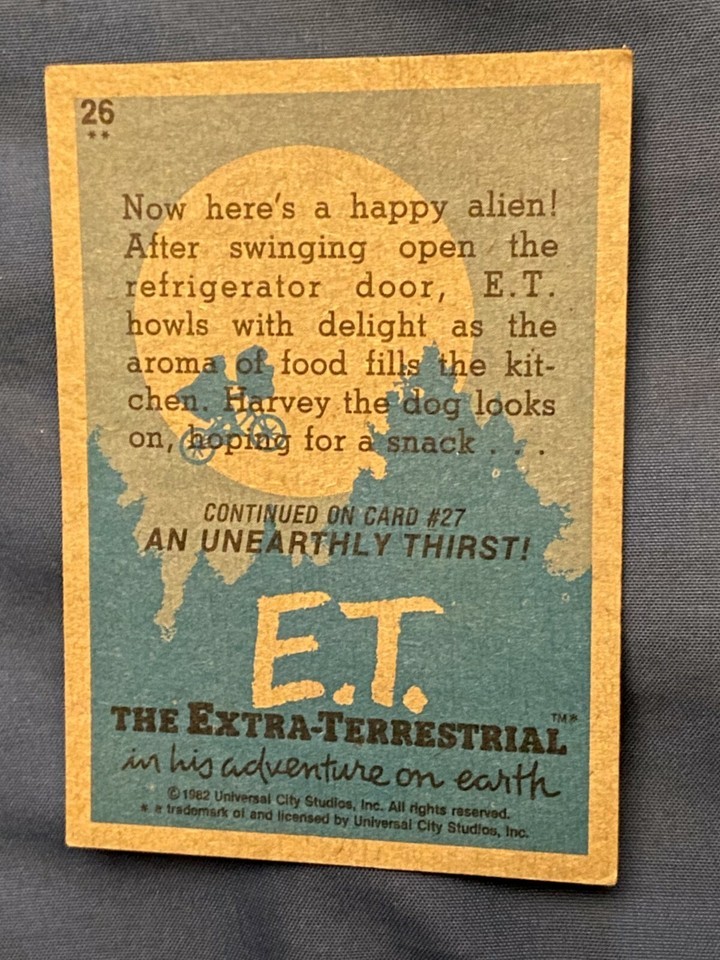 26
**
Now here's a happy alien!
After swinging open the
refrigerator door, E.T.
howls with delight as the
aroma of food fills the kit-
chen. Harvey the dog looks
on, hoping for a snack . . .
CONTINUED ON CARD #27
AN UNEARTHLY THIRST!
E.T.
THE EXTRA-TERRESTRIAL TM*
in his adventure on earth
© 1982 Universal City Studios, Inc. All rights reserved.
* a trademark of and licensed by Universal City Studios, Inc.